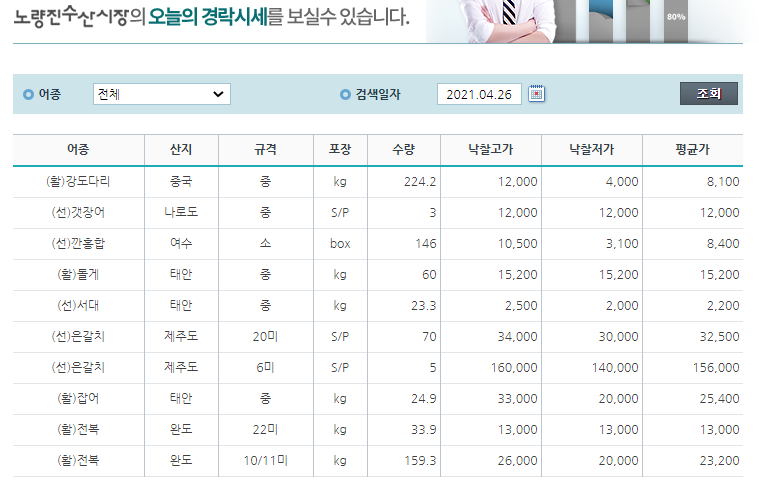 노량진수산시장의 오늘의 경락시세를 보실수 있습니다.
80%
어종 전체 검색일자 2021.04.26 조회
어종 산지 규격 포장 수량 낙찰고가 낙찰저가 평균가
(활)강도다리 중국 중 kg 224.2 12,000 4,000 8,100
(선)갯장어 나로도 중 S/P 3 12,000 12,000 12,000
(선)깐홍합 여수 소 box 146 10,500 3,100 8,400
(활)돌게 태안 중 kg 60 15,200 15,200 15,200
(선)서대 태안 중 kg 23.3 2,500 2,000 2,200
(선)은갈치 제주도 20미 S/P 70 34,000 30,000 32,500
(선)은갈치 제주도 6미 S/P 5 160,000 140,000 156,000
(활)잡어 태안 중 kg 24.9 33,000 20,000 25,400
(활)전복 완도 22미 kg 33.9 13,000 13,000 13,000
(활)전복 완도 10/11미 kg 159.3 26,000 20,000 23,200